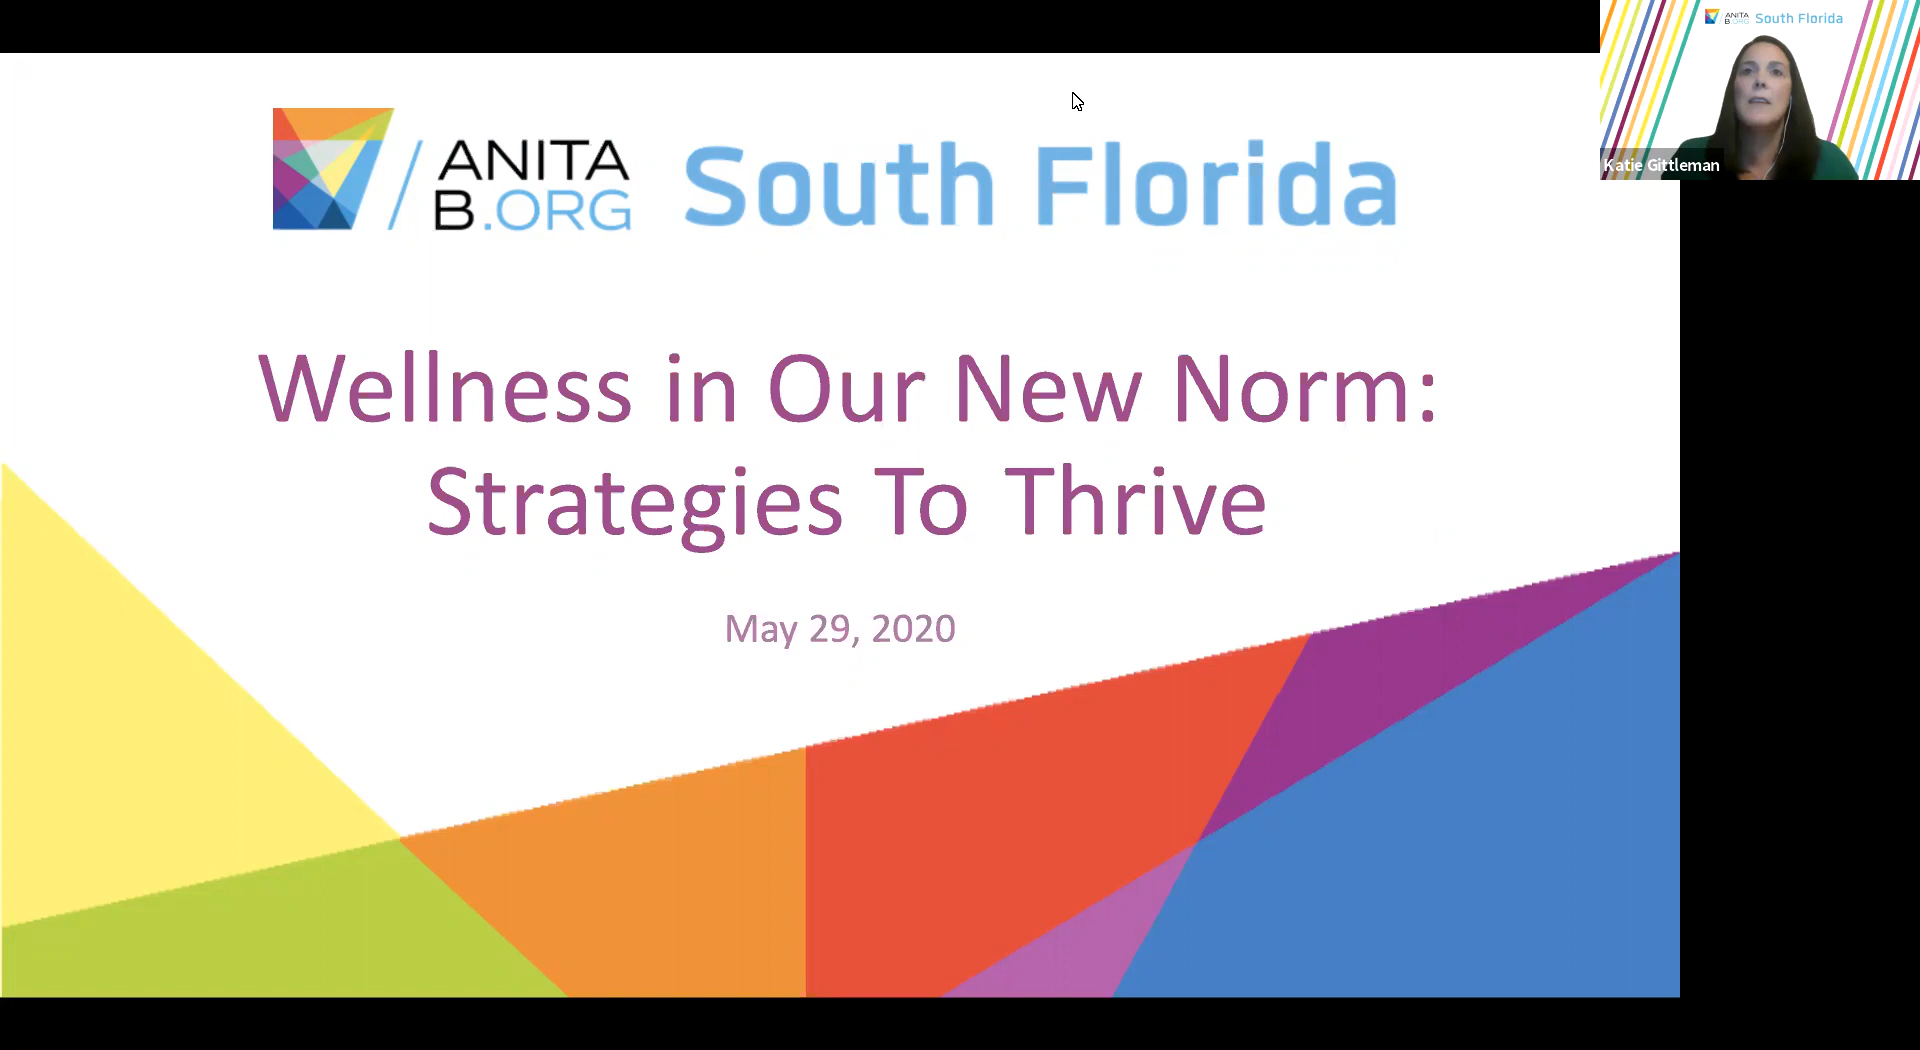 ANITA
B.ORG
South Florida
Wellness in Our New Norm:
Strategies To Thrive
May 29, 2020
ANITA
B.ORG
South Florida
Katie Gittleman